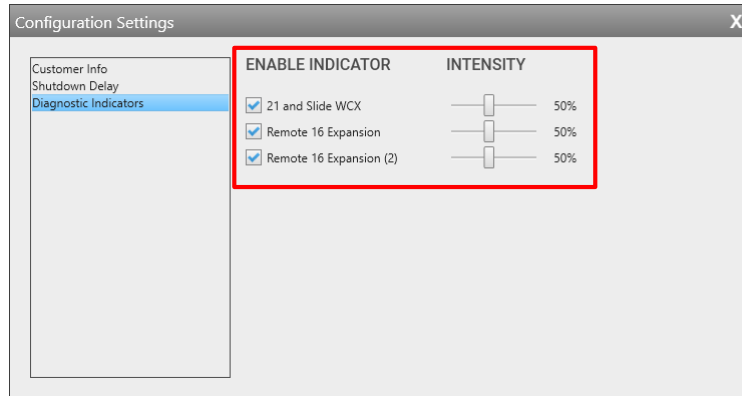 Configuration Settings X
Customer Info
Shutdown Delay
Diagnostic Indicators
ENABLE INDICATOR INTENSITY
21 and Slide WCX 50%
Remote 16 Expansion 50%
Remote 16 Expansion (2) 50%